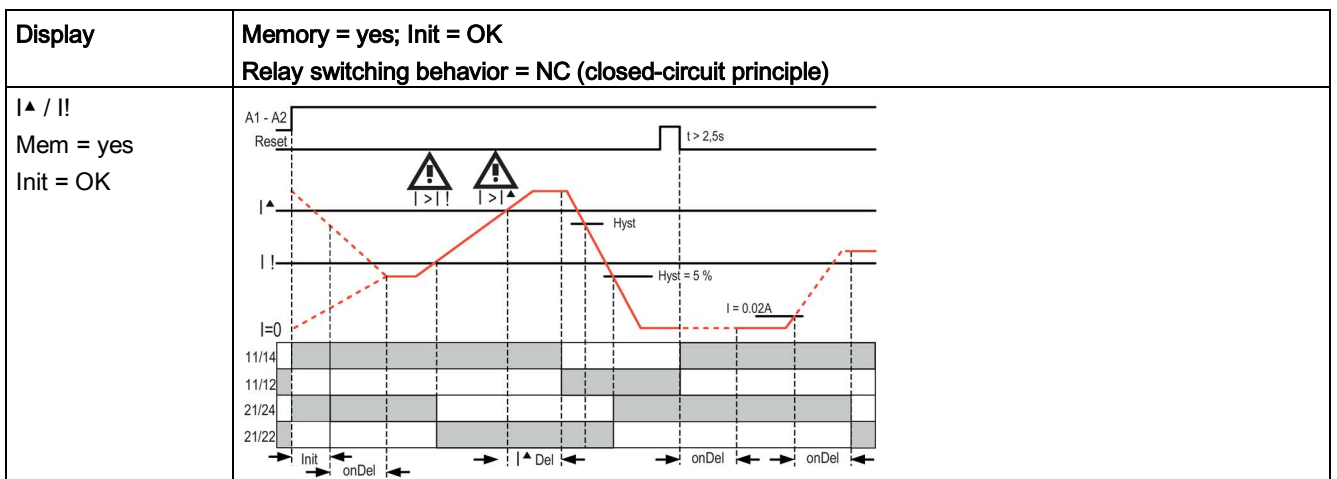 Display
Memory = yes; Init = OK
Relay switching behavior = NC (closed-circuit principle)
I▲ / I!
Mem = yes
Init = OK
A1 - A2
Reset
t > 2,5s
I > I !
I > I▲
I▲
Hyst
I !
Hyst = 5 %
I = 0.02A
I=0
11/14
11/12
21/24
21/22
Init
I▲ Del
onDel
onDel
onDel